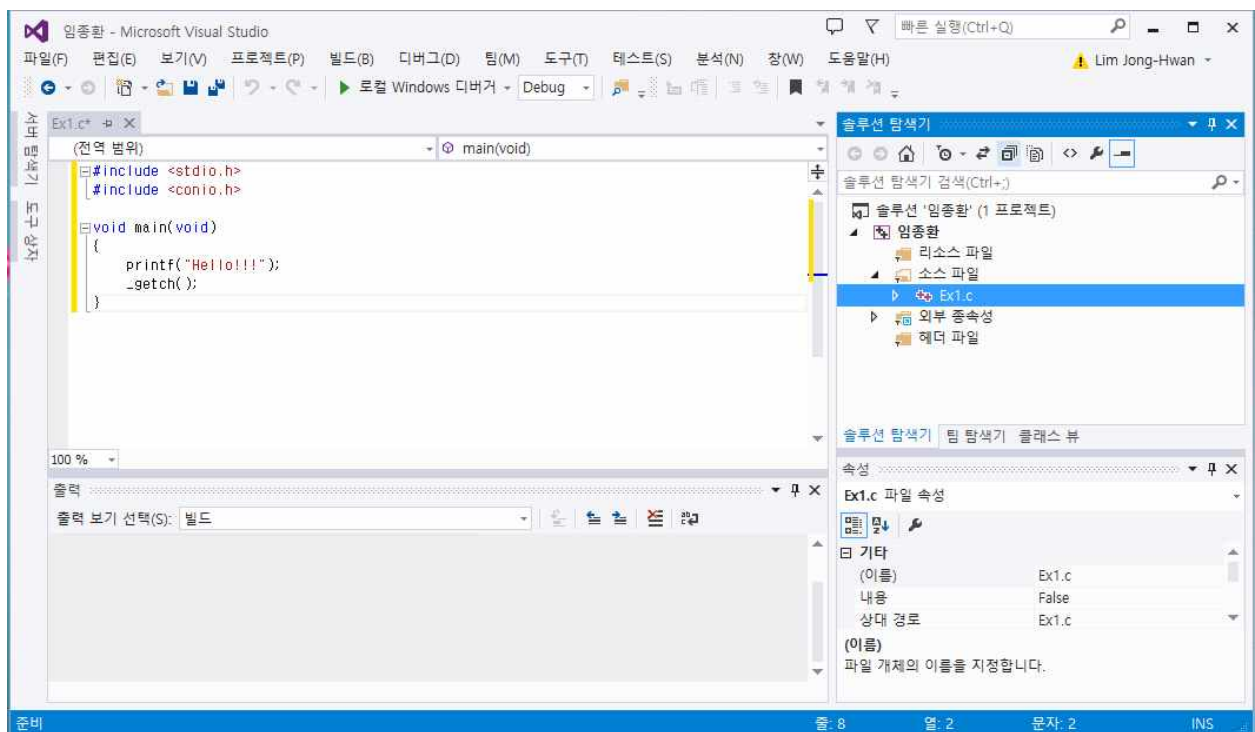 임종환 - Microsoft Visual Studio
빠른 실행(Ctrl+Q)
파일(F) 편집(E) 보기(V) 프로젝트(P) 빌드(B) 디버그(D) 팀(M) 도구(T) 테스트(S) 분석(N) 창(W) 도움말(H)
Lim Jong-Hwan
로컬 Windows 디버거 Debug
서버 탐색기
도구 상자
Ex1.c*
(전역 범위)
main(void)
#include <stdio.h>
#include <conio.h>
void main(void)
{
printf("Hello!!!");
_getch( );
}
100 %
출력
출력 보기 선택(S): 빌드
솔루션 탐색기
솔루션 탐색기 검색(Ctrl+;)
솔루션 '임종환' (1 프로젝트)
임종환
리소스 파일
소스 파일
Ex1.c
외부 종속성
헤더 파일
솔루션 탐색기 팀 탐색기 클래스 뷰
속성
Ex1.c 파일 속성
기타
(이름) Ex1.c
내용 False
상대 경로 Ex1.c
(이름)
파일 개체의 이름을 지정합니다.
준비 줄: 8 열: 2 문자: 2 INS